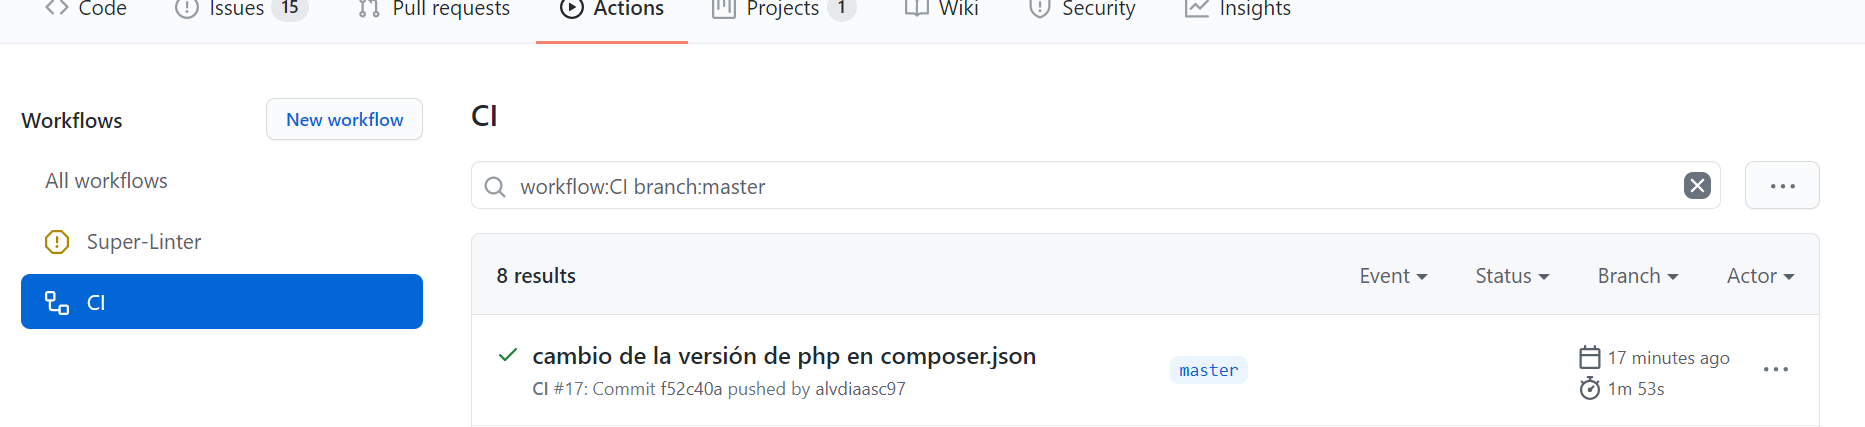 Code Issues 15 Pull requests Actions Projects 1 Wiki Security Insights
Workflows New workflow
All workflows
Super-Linter
CI
CI
workflow:CI branch:master
8 results Event Status Branch Actor
cambio de la versión de php en composer.json
CI #17: Commit f52c40a pushed by alvdiaasc97
master
17 minutes ago
1m 53s